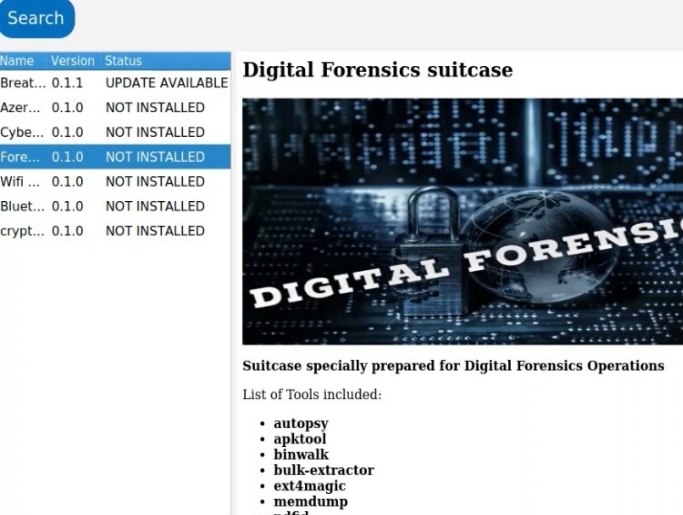 Search
Name Version Status
Breat... 0.1.1 UPDATE AVAILABLE
Azer... 0.1.0 NOT INSTALLED
Cybe... 0.1.0 NOT INSTALLED
Fore... 0.1.0 NOT INSTALLED
Wifi ... 0.1.0 NOT INSTALLED
Bluet... 0.1.0 NOT INSTALLED
crypt... 0.1.0 NOT INSTALLED
Digital Forensics suitcase
DIGITAL FORENSIC
Suitcase specially prepared for Digital Forensics Operations
List of Tools included:
• autopsy
• apktool
• binwalk
• bulk-extractor
• ext4magic
• memdump